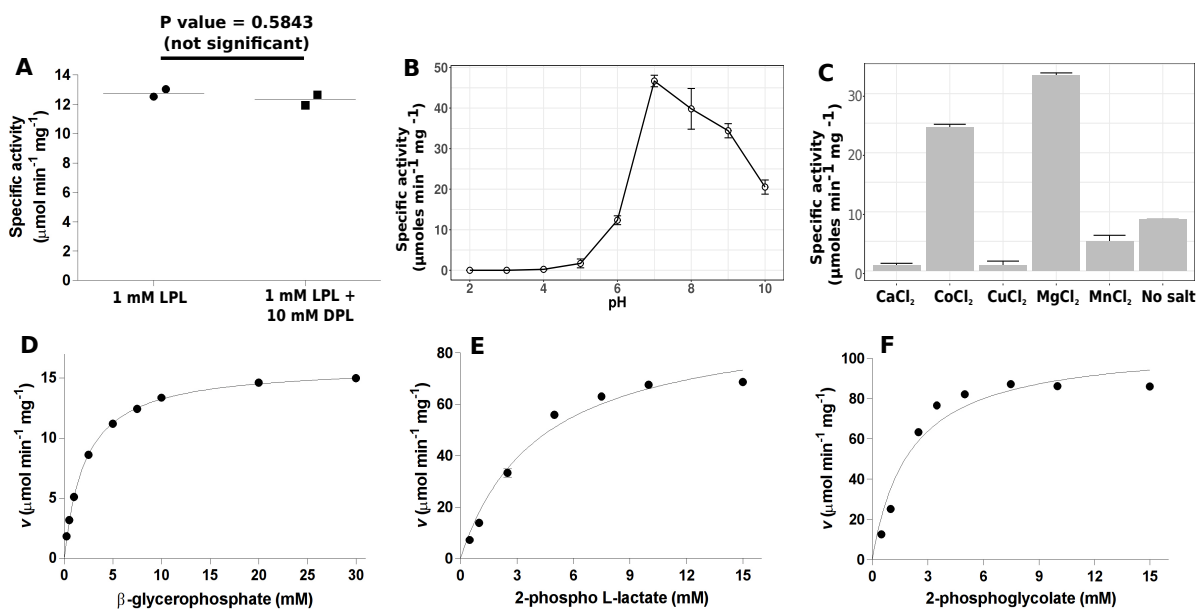 P value = 0.5843
(not significant)
A
Specific activity
(μmol min⁻¹ mg⁻¹)
14
12
10
8
6
4
2
0
1 mM LPL
1 mM LPL +
10 mM DPL
B
Specific activity
(μmoles min⁻¹ mg -1)
50
40
30
20
10
0
2
4
6
8
10
pH
C
Specific activity
(μmoles min⁻¹ mg -1)
30
20
10
0
CaCl₂
CoCl₂
CuCl₂
MgCl₂
MnCl₂
No salt
D
v (μmol min⁻¹ mg⁻¹)
15
10
5
0
0
5
10
15
20
25
30
β-glycerophosphate (mM)
E
v (μmol min⁻¹ mg⁻¹)
80
60
40
20
0
0
3
6
9
12
15
2-phospho L-lactate (mM)
F
v (μmol min⁻¹ mg⁻¹)
100
80
60
40
20
0
0
3
6
9
12
15
2-phosphoglycolate (mM)